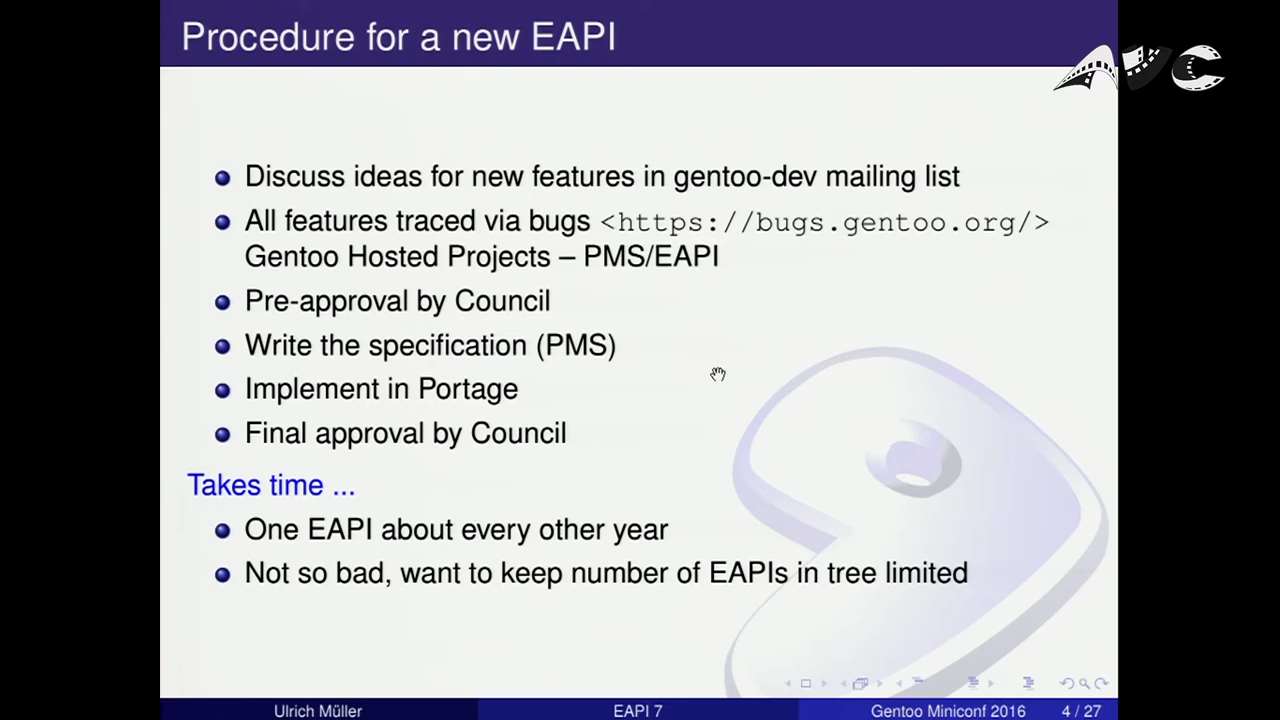 Procedure for a new EAPI
AVC
Discuss ideas for new features in gentoo-dev mailing list
All features traced via bugs <https://bugs.gentoo.org/>
Gentoo Hosted Projects – PMS/EAPI
Pre-approval by Council
Write the specification (PMS)
Implement in Portage
Final approval by Council
Takes time ...
One EAPI about every other year
Not so bad, want to keep number of EAPIs in tree limited
Ulrich Müller EAPI 7 Gentoo Miniconf 2016 4 / 27